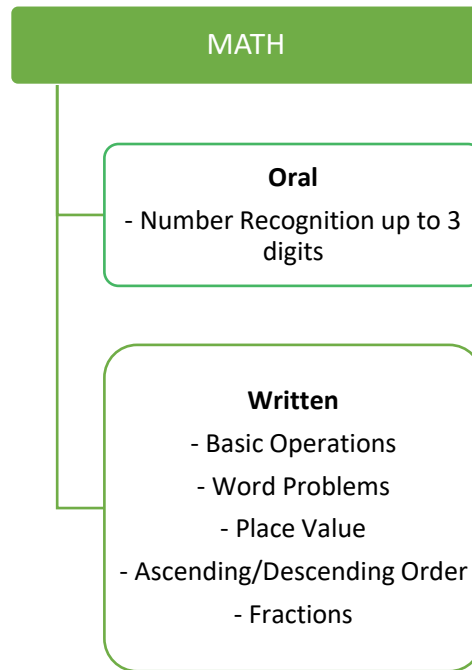 MATH
Oral
- Number Recognition up to 3
digits
Written
- Basic Operations
- Word Problems
- Place Value
- Ascending/Descending Order
- Fractions